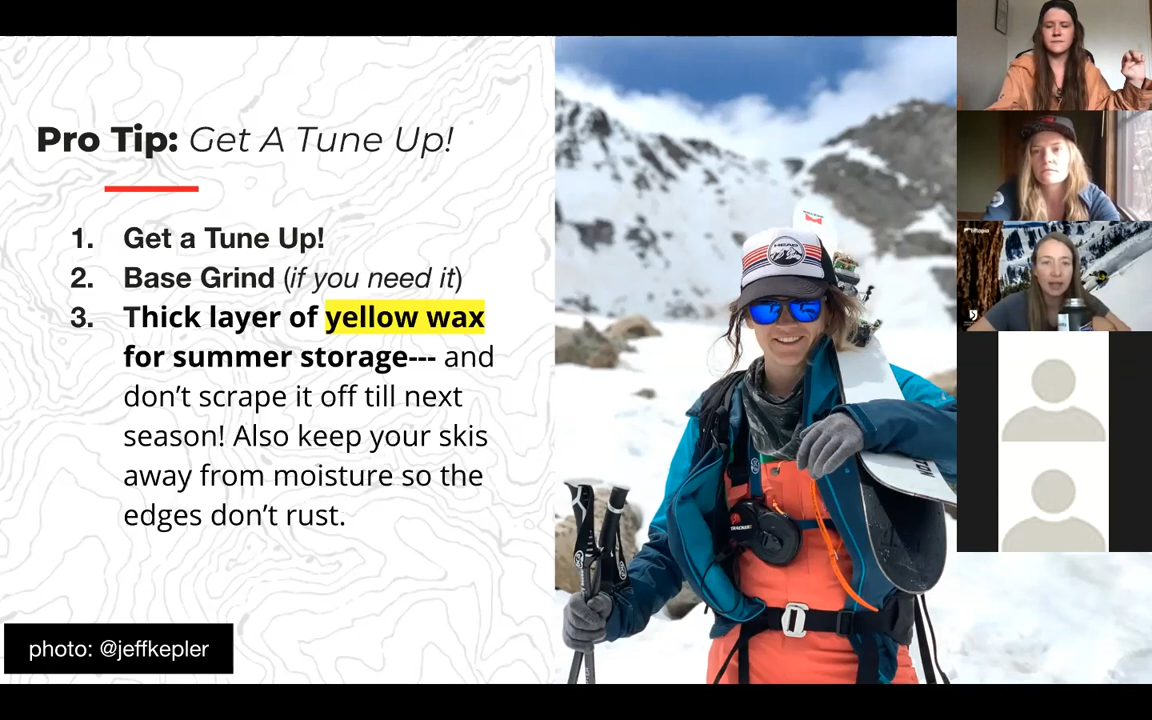 Pro Tip: Get A Tune Up!
1. Get a Tune Up!
2. Base Grind (if you need it)
3. Thick layer of yellow wax
for summer storage--- and
don't scrape it off till next
season! Also keep your skis
away from moisture so the
edges don't rust.
photo: @jeffkepler
HEAD
TRACKER